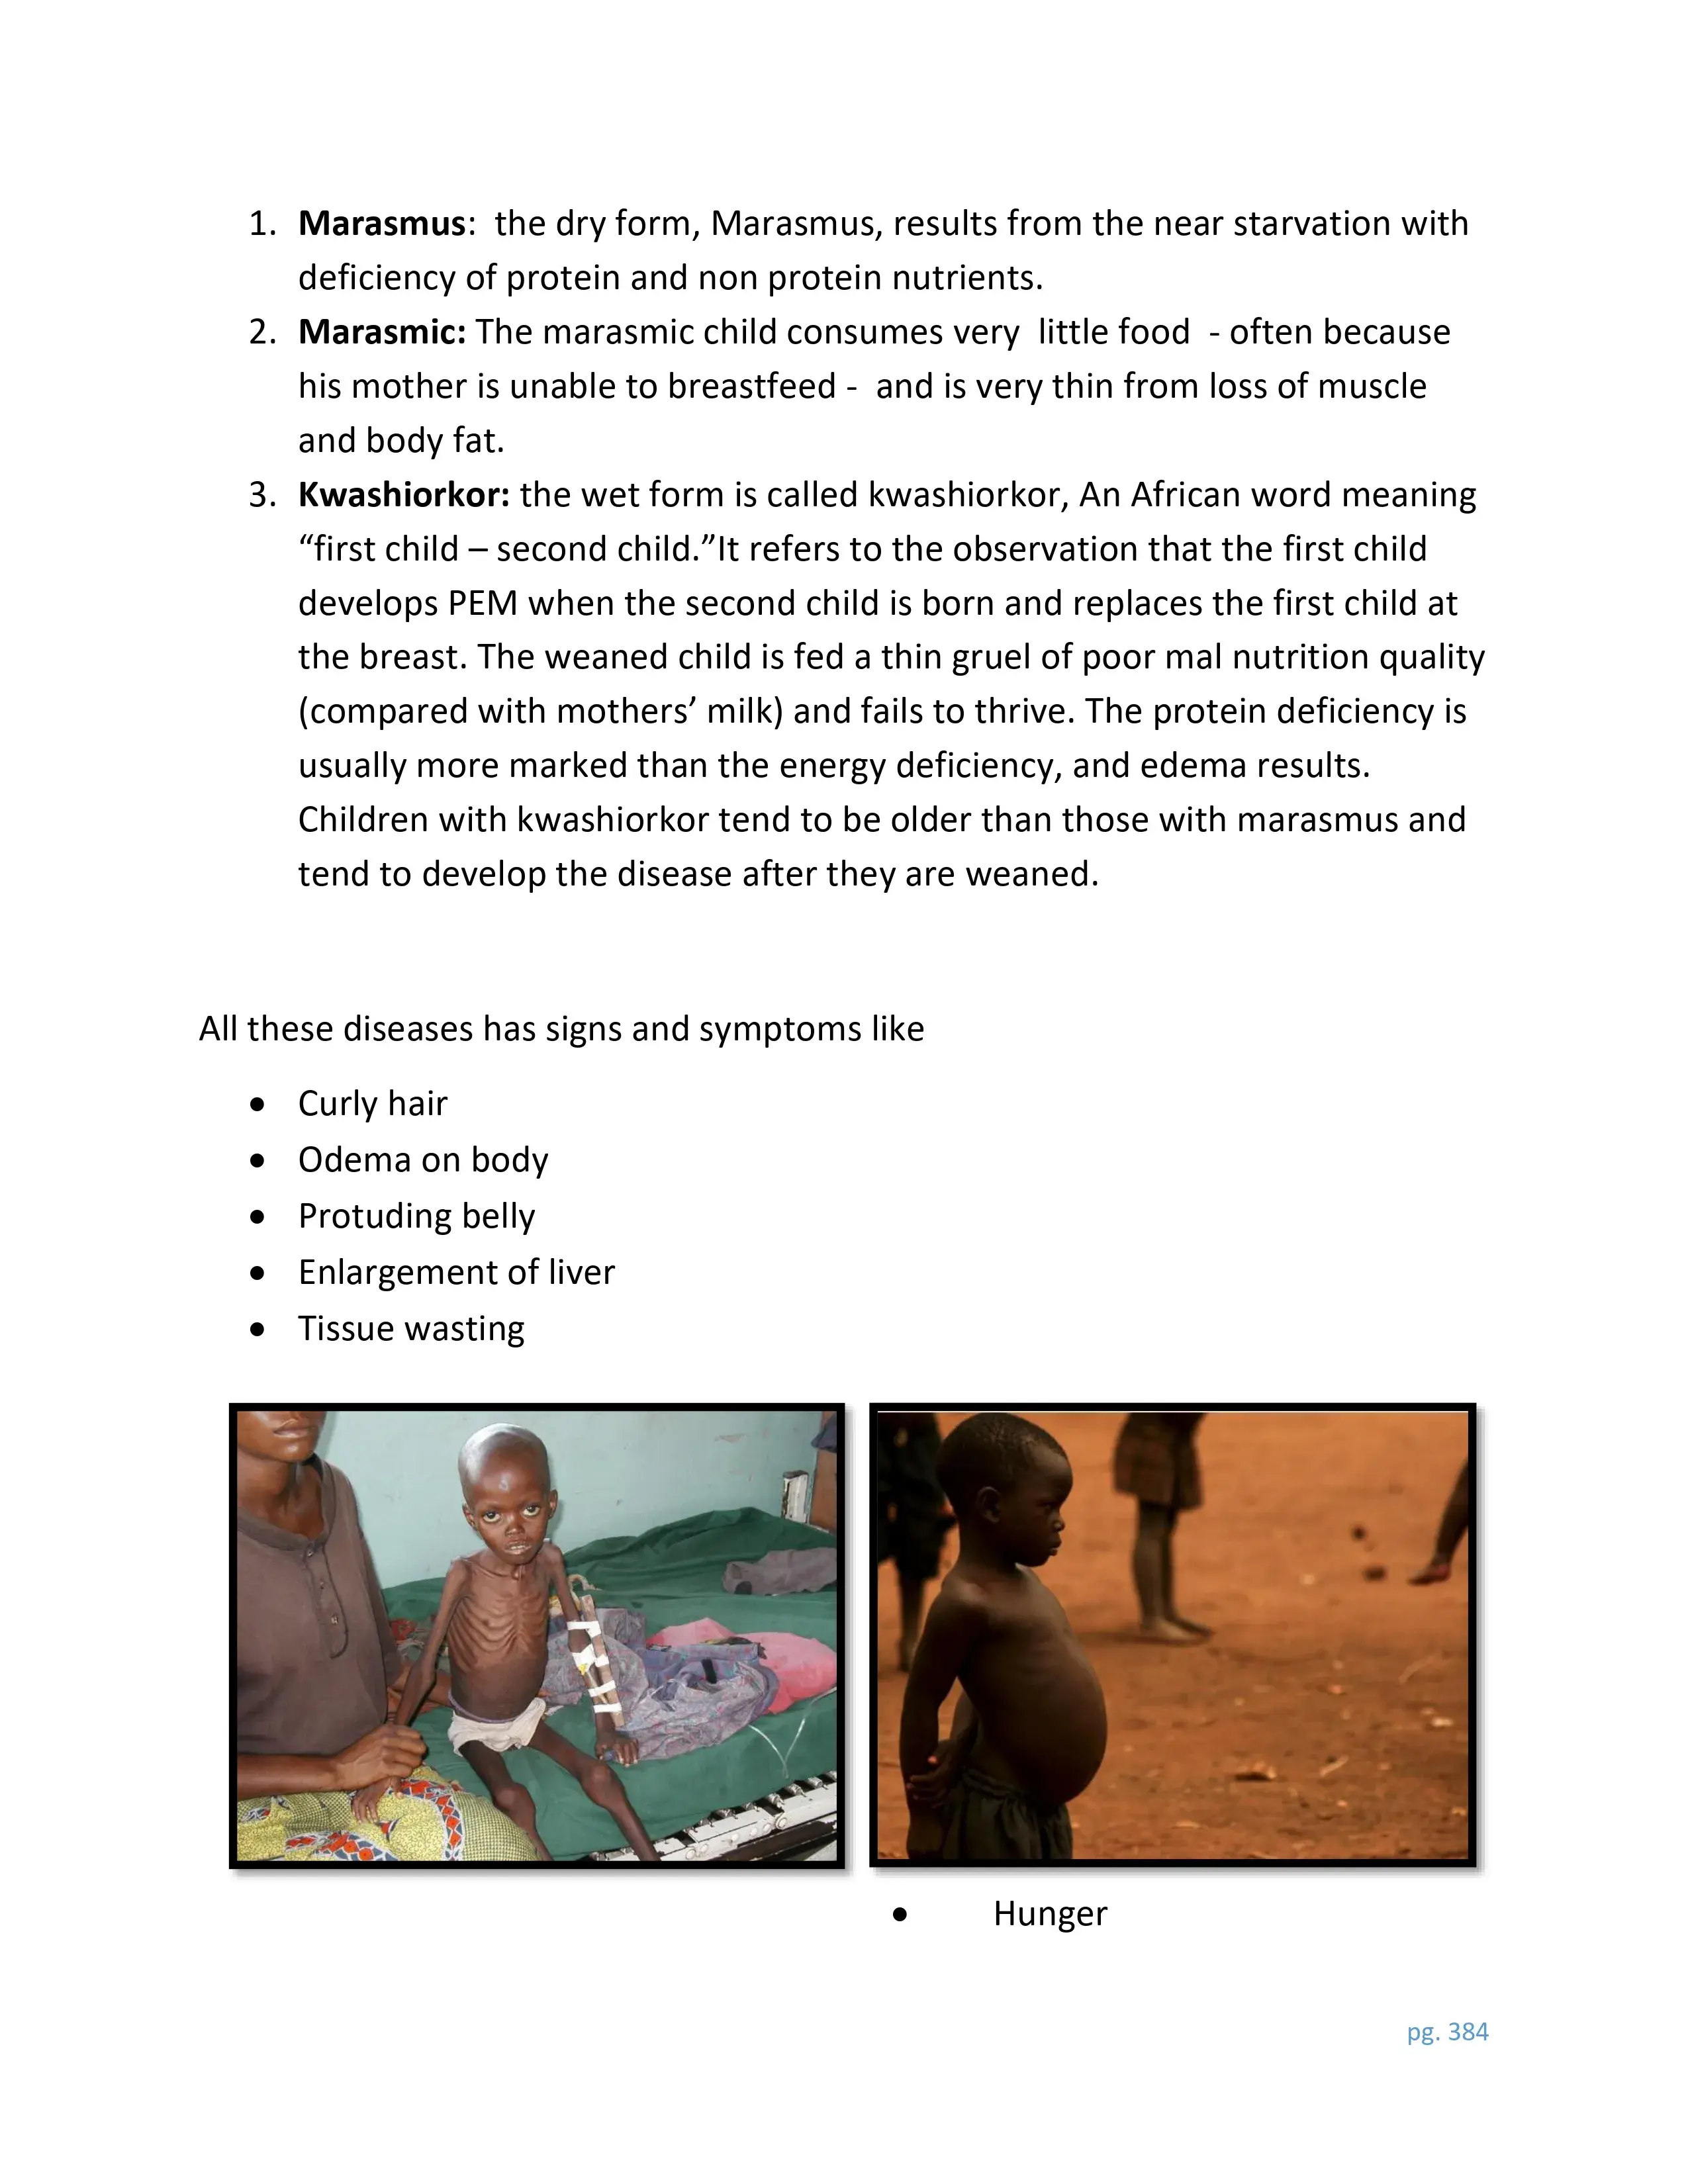 1. Marasmus:  the dry form, Marasmus, results from the near starvation with
deficiency of protein and non protein nutrients.
2. Marasmic: The marasmic child consumes very  little food  - often because
his mother is unable to breastfeed -  and is very thin from loss of muscle
and body fat.
3. Kwashiorkor: the wet form is called kwashiorkor, An African word meaning
“first child – second child.”It refers to the observation that the first child
develops PEM when the second child is born and replaces the first child at
the breast. The weaned child is fed a thin gruel of poor mal nutrition quality
(compared with mothers’ milk) and fails to thrive. The protein deficiency is
usually more marked than the energy deficiency, and edema results.
Children with kwashiorkor tend to be older than those with marasmus and
tend to develop the disease after they are weaned.
All these diseases has signs and symptoms like
• Curly hair
• Odema on body
• Protuding belly
• Enlargement of liver
• Tissue wasting
• Hunger
pg. 384